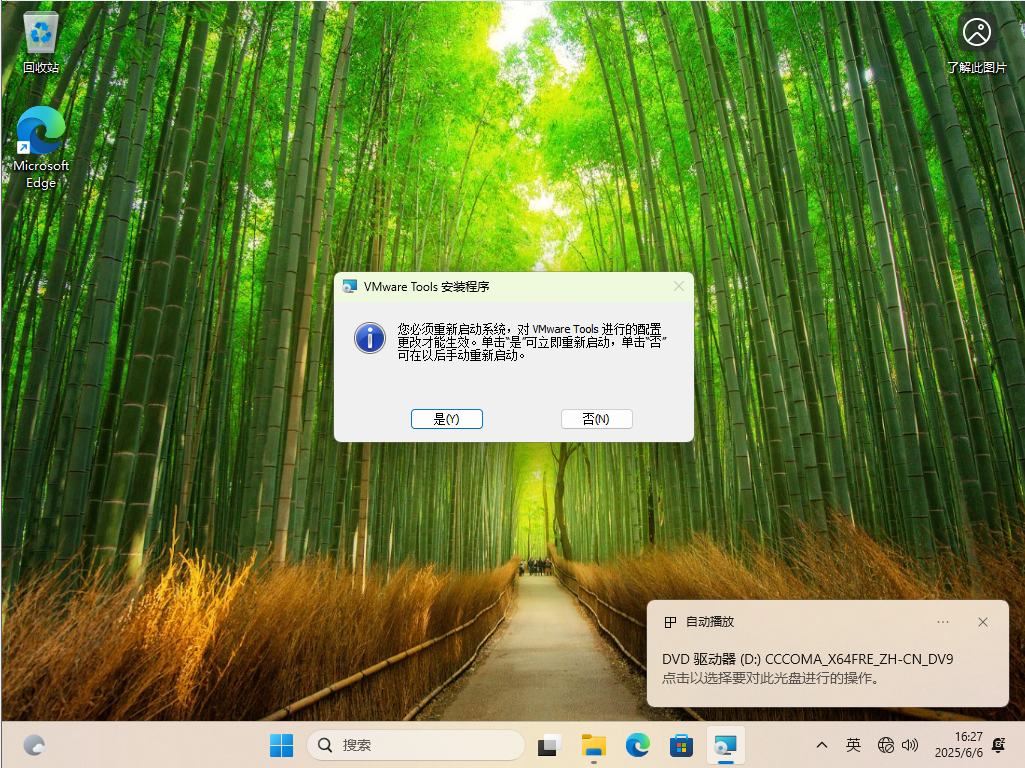 回收站
Microsoft
Edge
了解此图片
VMware Tools 安装程序
您必须重新启动系统，对 VMware Tools 进行的配置
更改才能生效。单击“是”可立即重新启动，单击“否”
可在以后手动重新启动。
是(Y)
否(N)
自动播放
DVD 驱动器 (D:) CCCOMA_X64FRE_ZH-CN_DV9
点击以选择要对此光盘进行的操作。
搜索
英
16:27
2025/6/6